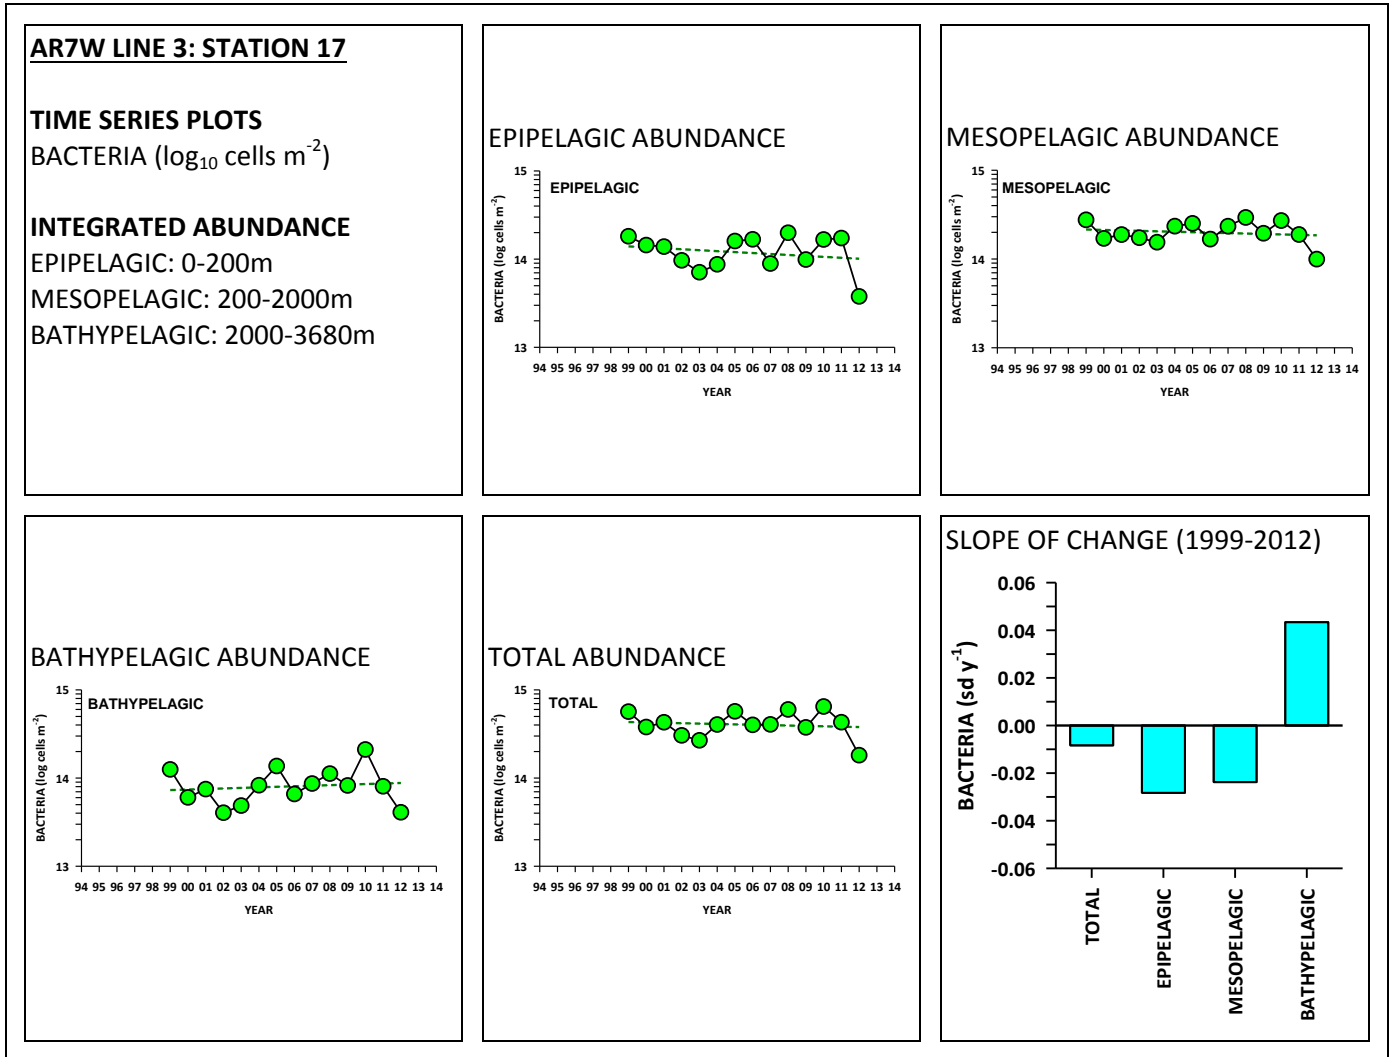 AR7W LINE 3: STATION 17
TIME SERIES PLOTS
BACTERIA (log₁₀ cells m⁻²)
INTEGRATED ABUNDANCE
EPIPELAGIC: 0-200m
MESOPELAGIC: 200-2000m
BATHYPELAGIC: 2000-3680m
EPIPELAGIC ABUNDANCE
EPIPELAGIC
BACTERIA (log cells m⁻²)
15
14
13
94 95 96 97 98 99 00 01 02 03 04 05 06 07 08 09 10 11 12 13 14
YEAR
MESOPELAGIC ABUNDANCE
MESOPELAGIC
BACTERIA (log cells m⁻²)
15
14
13
94 95 96 97 98 99 00 01 02 03 04 05 06 07 08 09 10 11 12 13 14
YEAR
BATHYPELAGIC ABUNDANCE
BATHYPELAGIC
BACTERIA (log cells m⁻²)
15
14
13
94 95 96 97 98 99 00 01 02 03 04 05 06 07 08 09 10 11 12 13 14
YEAR
TOTAL ABUNDANCE
TOTAL
BACTERIA (log cells m⁻²)
15
14
13
94 95 96 97 98 99 00 01 02 03 04 05 06 07 08 09 10 11 12 13 14
YEAR
SLOPE OF CHANGE (1999-2012)
BACTERIA (sd y⁻¹)
0.06
0.04
0.02
0.00
-0.02
-0.04
-0.06
TOTAL
EPIPELAGIC
MESOPELAGIC
BATHYPELAGIC